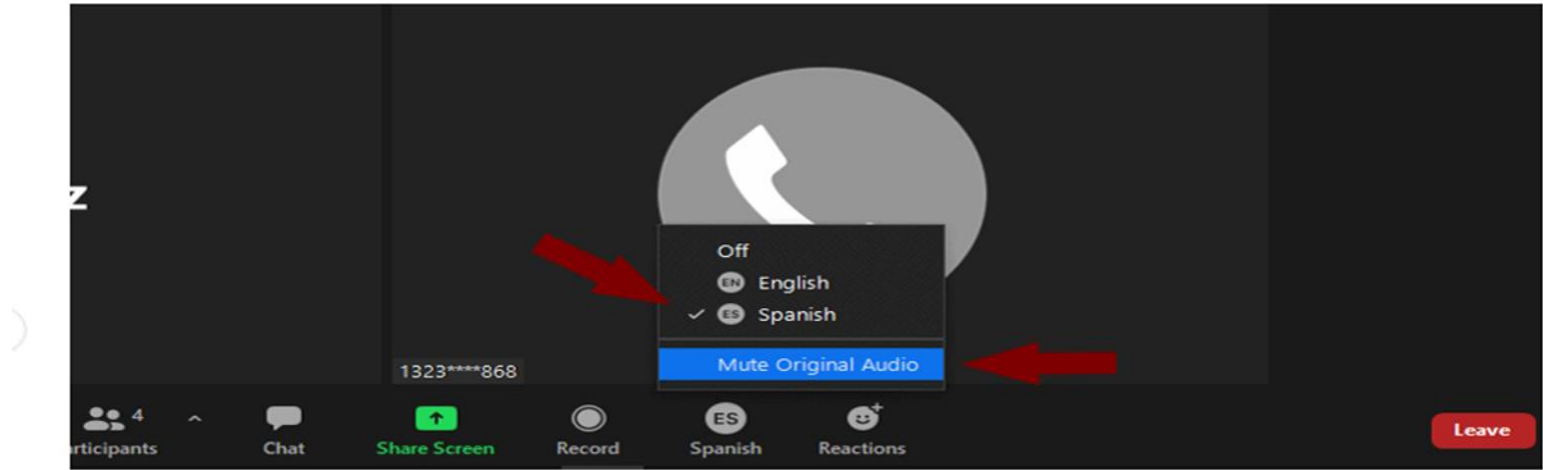 z
Off
EN English
ES Spanish
Mute Original Audio
1323****868
4
articipants
Chat
Share Screen
Record
ES
Spanish
Reactions
Leave